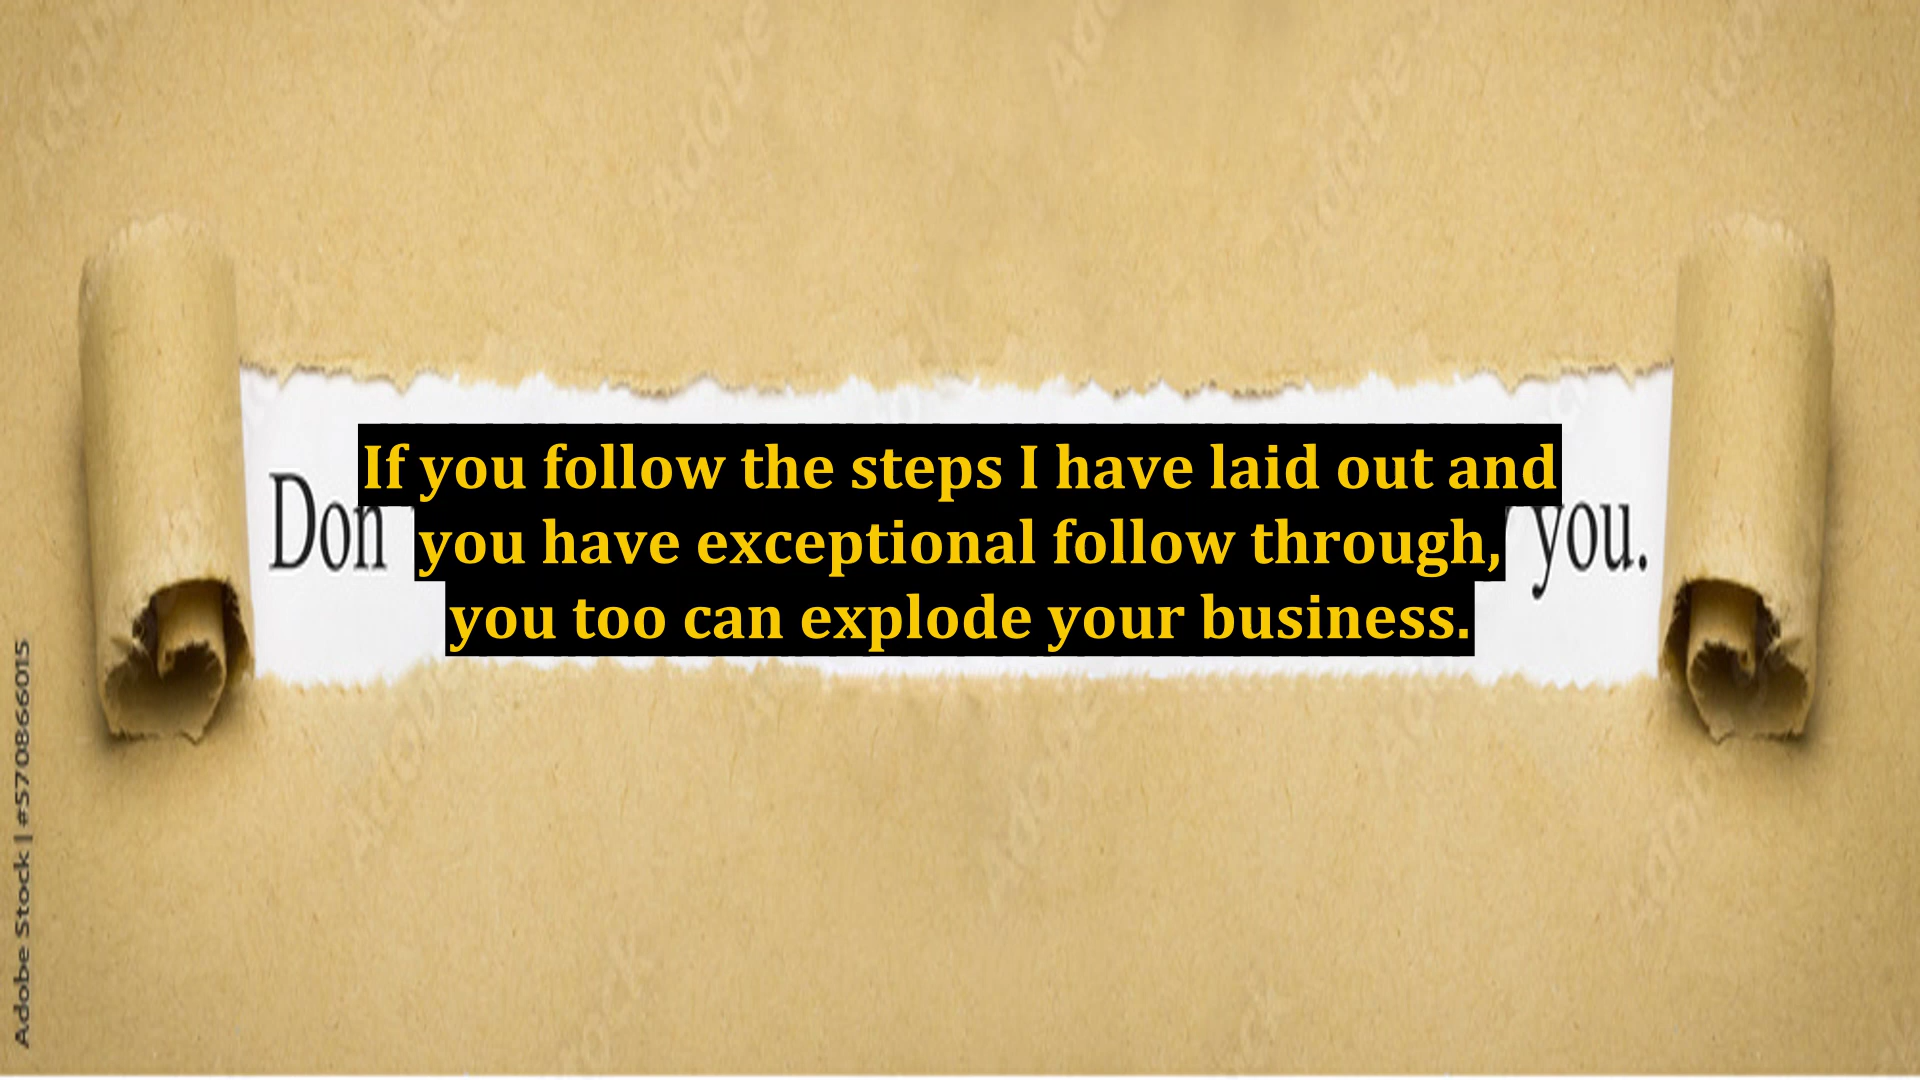 If you follow the steps I have laid out and
Don you have exceptional follow through, you.
you too can explode your business.
Adobe Stock | #570866015